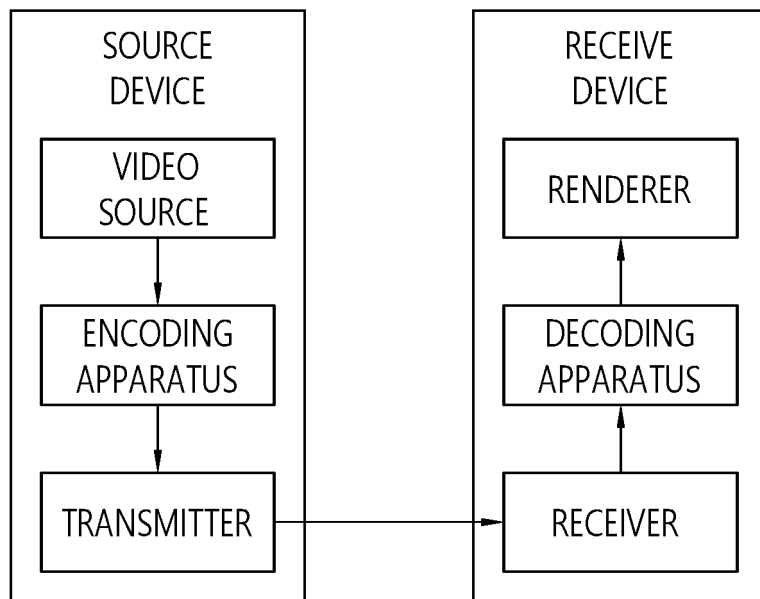 SOURCE
DEVICE
VIDEO
SOURCE
ENCODING
APPARATUS
TRANSMITTER
RECEIVE
DEVICE
RENDERER
DECODING
APPARATUS
RECEIVER